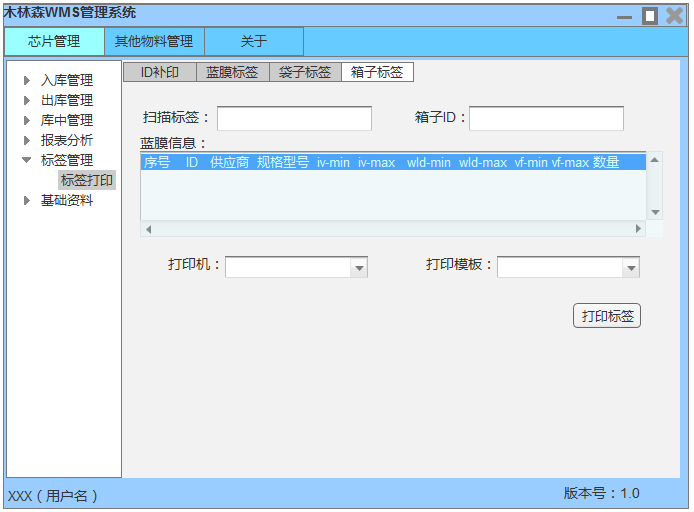 木林森WMS管理系统
芯片管理 其他物料管理 关于
ID补印 蓝膜标签 袋子标签 箱子标签
入库管理
出库管理
库中管理
报表分析
标签管理
标签打印
基础资料
扫描标签： 箱子ID：
蓝膜信息：
序号 ID 供应商 规格型号 iv-min iv-max wld-min wld-max vf-min vf-max 数量
打印机： 打印模板：
打印标签
XXX（用户名） 版本号：1.0